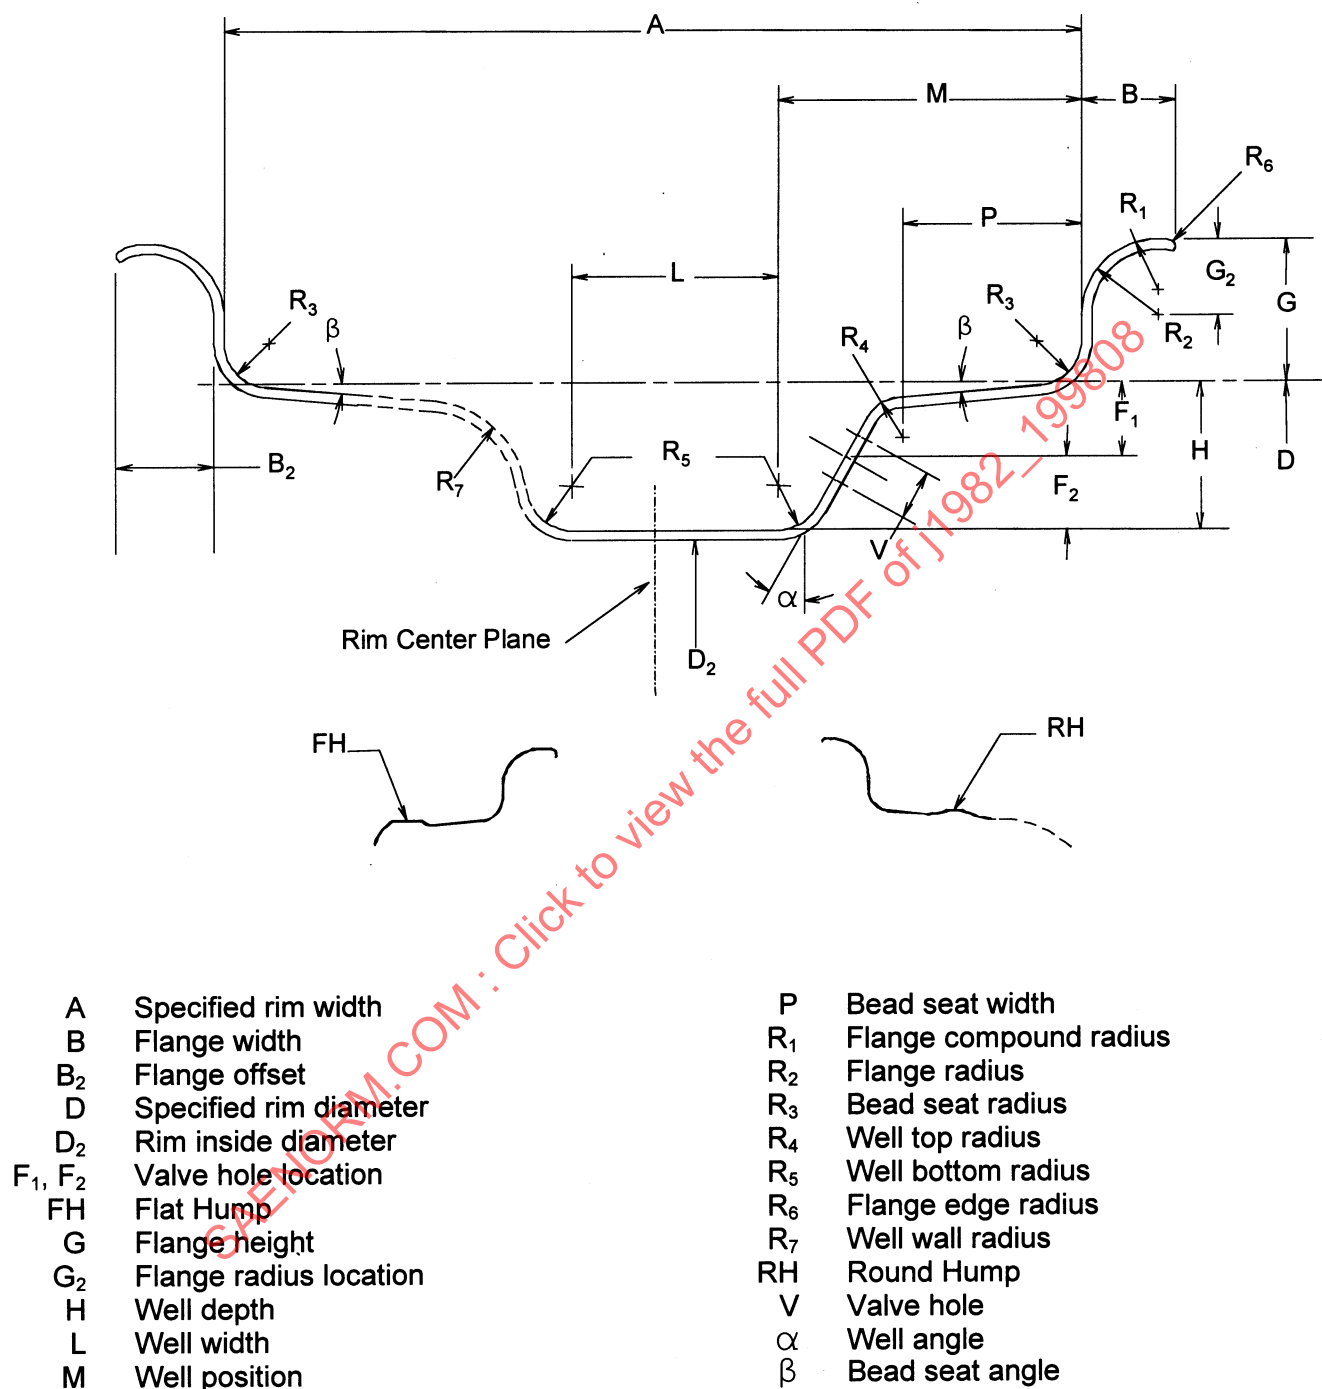 A
M
B
R6
R1
P
G2
L
G
R3
β
R3
β
R4
R2
F1
B2
R7
R5
F2
H
D
V
α
Rim Center Plane
D2
FH
RH
A Specified rim width
B Flange width
B2 Flange offset
D Specified rim diameter
D2 Rim inside diameter
F1, F2 Valve hole location
FH Flat Hump
G Flange height
G2 Flange radius location
H Well depth
L Well width
M Well position
P Bead seat width
R1 Flange compound radius
R2 Flange radius
R3 Bead seat radius
R4 Well top radius
R5 Well bottom radius
R6 Flange edge radius
R7 Well wall radius
RH Round Hump
V Valve hole
α Well angle
β Bead seat angle
SAENORM.COM : Click to view the full PDF of j1982_199808